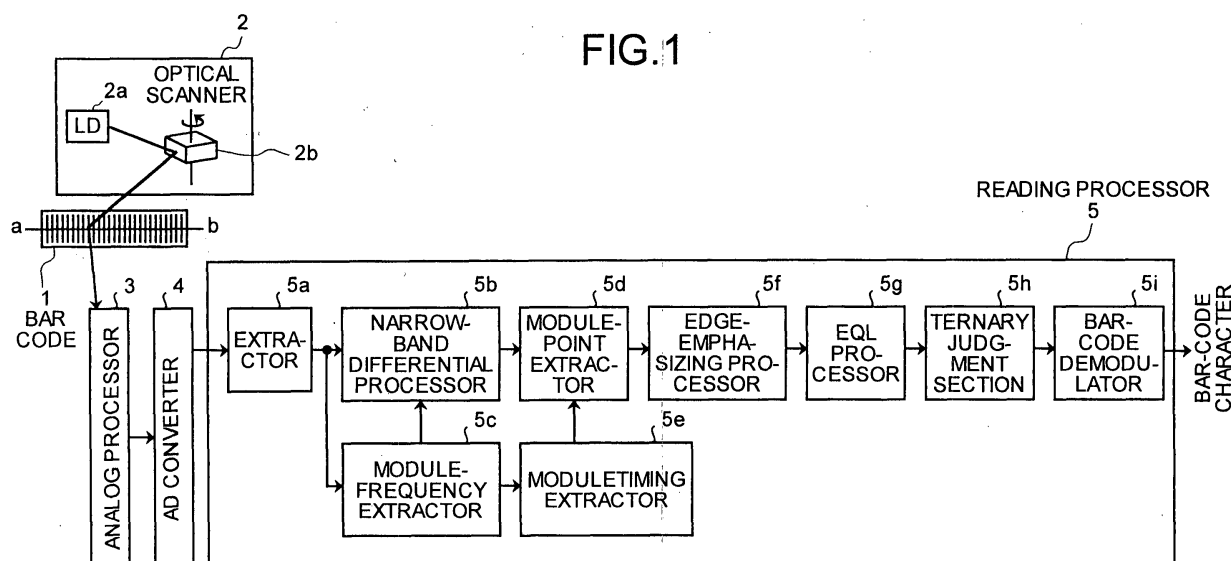 FIG.1
2
OPTICAL
SCANNER
2a
LD
2b
a
b
1 BAR
CODE
3
ANALOG PROCESSOR
4
AD CONVERTER
READING PROCESSOR
5
5a
EXTRA-
CTOR
5b
NARROW-
BAND
DIFFERENTIAL
PROCESSOR
5d
MODULE-
POINT
EXTRAC-
TOR
5f
EDGE-
EMPHA-
SIZING PRO-
CESSOR
5g
EQL
PRO-
CESSOR
5h
TERNARY
JUDG-
MENT
SECTION
5i
BAR-
CODE
DEMODU-
LATOR
BAR-CODE
CHARACTER
5c
MODULE-
FREQUENCY
EXTRACTOR
5e
MODULETIMING
EXTRACTOR